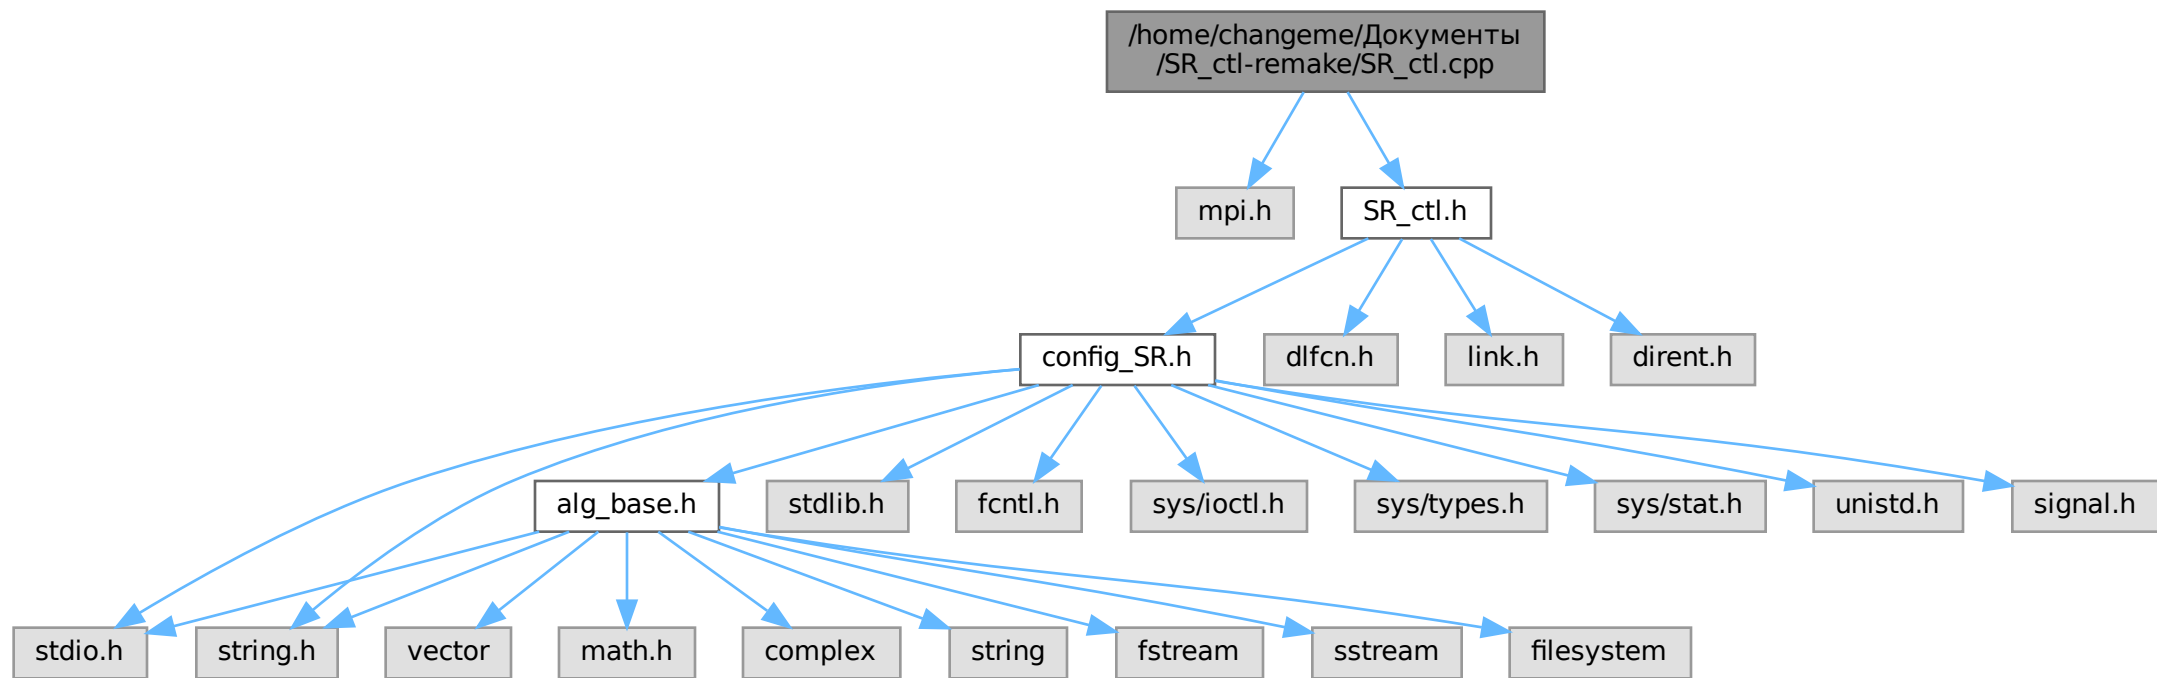 /home/changeme/Документы
/SR_ctl-remake/SR_ctl.cpp
mpi.h
SR_ctl.h
config_SR.h
dlfcn.h
link.h
dirent.h
alg_base.h
stdlib.h
fcntl.h
sys/ioctl.h
sys/types.h
sys/stat.h
unistd.h
signal.h
stdio.h
string.h
vector
math.h
complex
string
fstream
sstream
filesystem